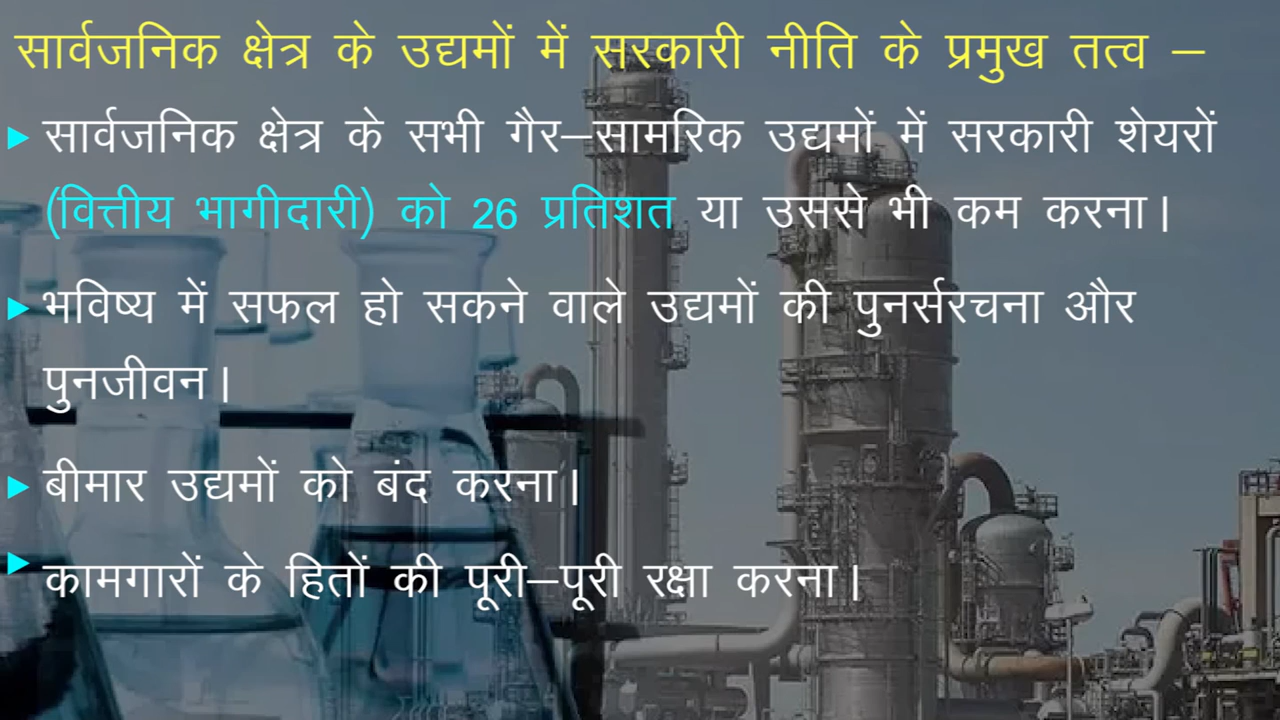 सार्वजनिक क्षेत्र के उद्यमों में सरकारी नीति के प्रमुख तत्व –
सार्वजनिक क्षेत्र के सभी गैर–सामरिक उद्यमों में सरकारी शेयरों
(वित्तीय भागीदारी) को 26 प्रतिशत या उससे भी कम करना।
भविष्य में सफल हो सकने वाले उद्यमों की पुनर्सरचना और
पुनजीवन।
बीमार उद्यमों को बंद करना।
कामगारों के हितों की पूरी–पूरी रक्षा करना।